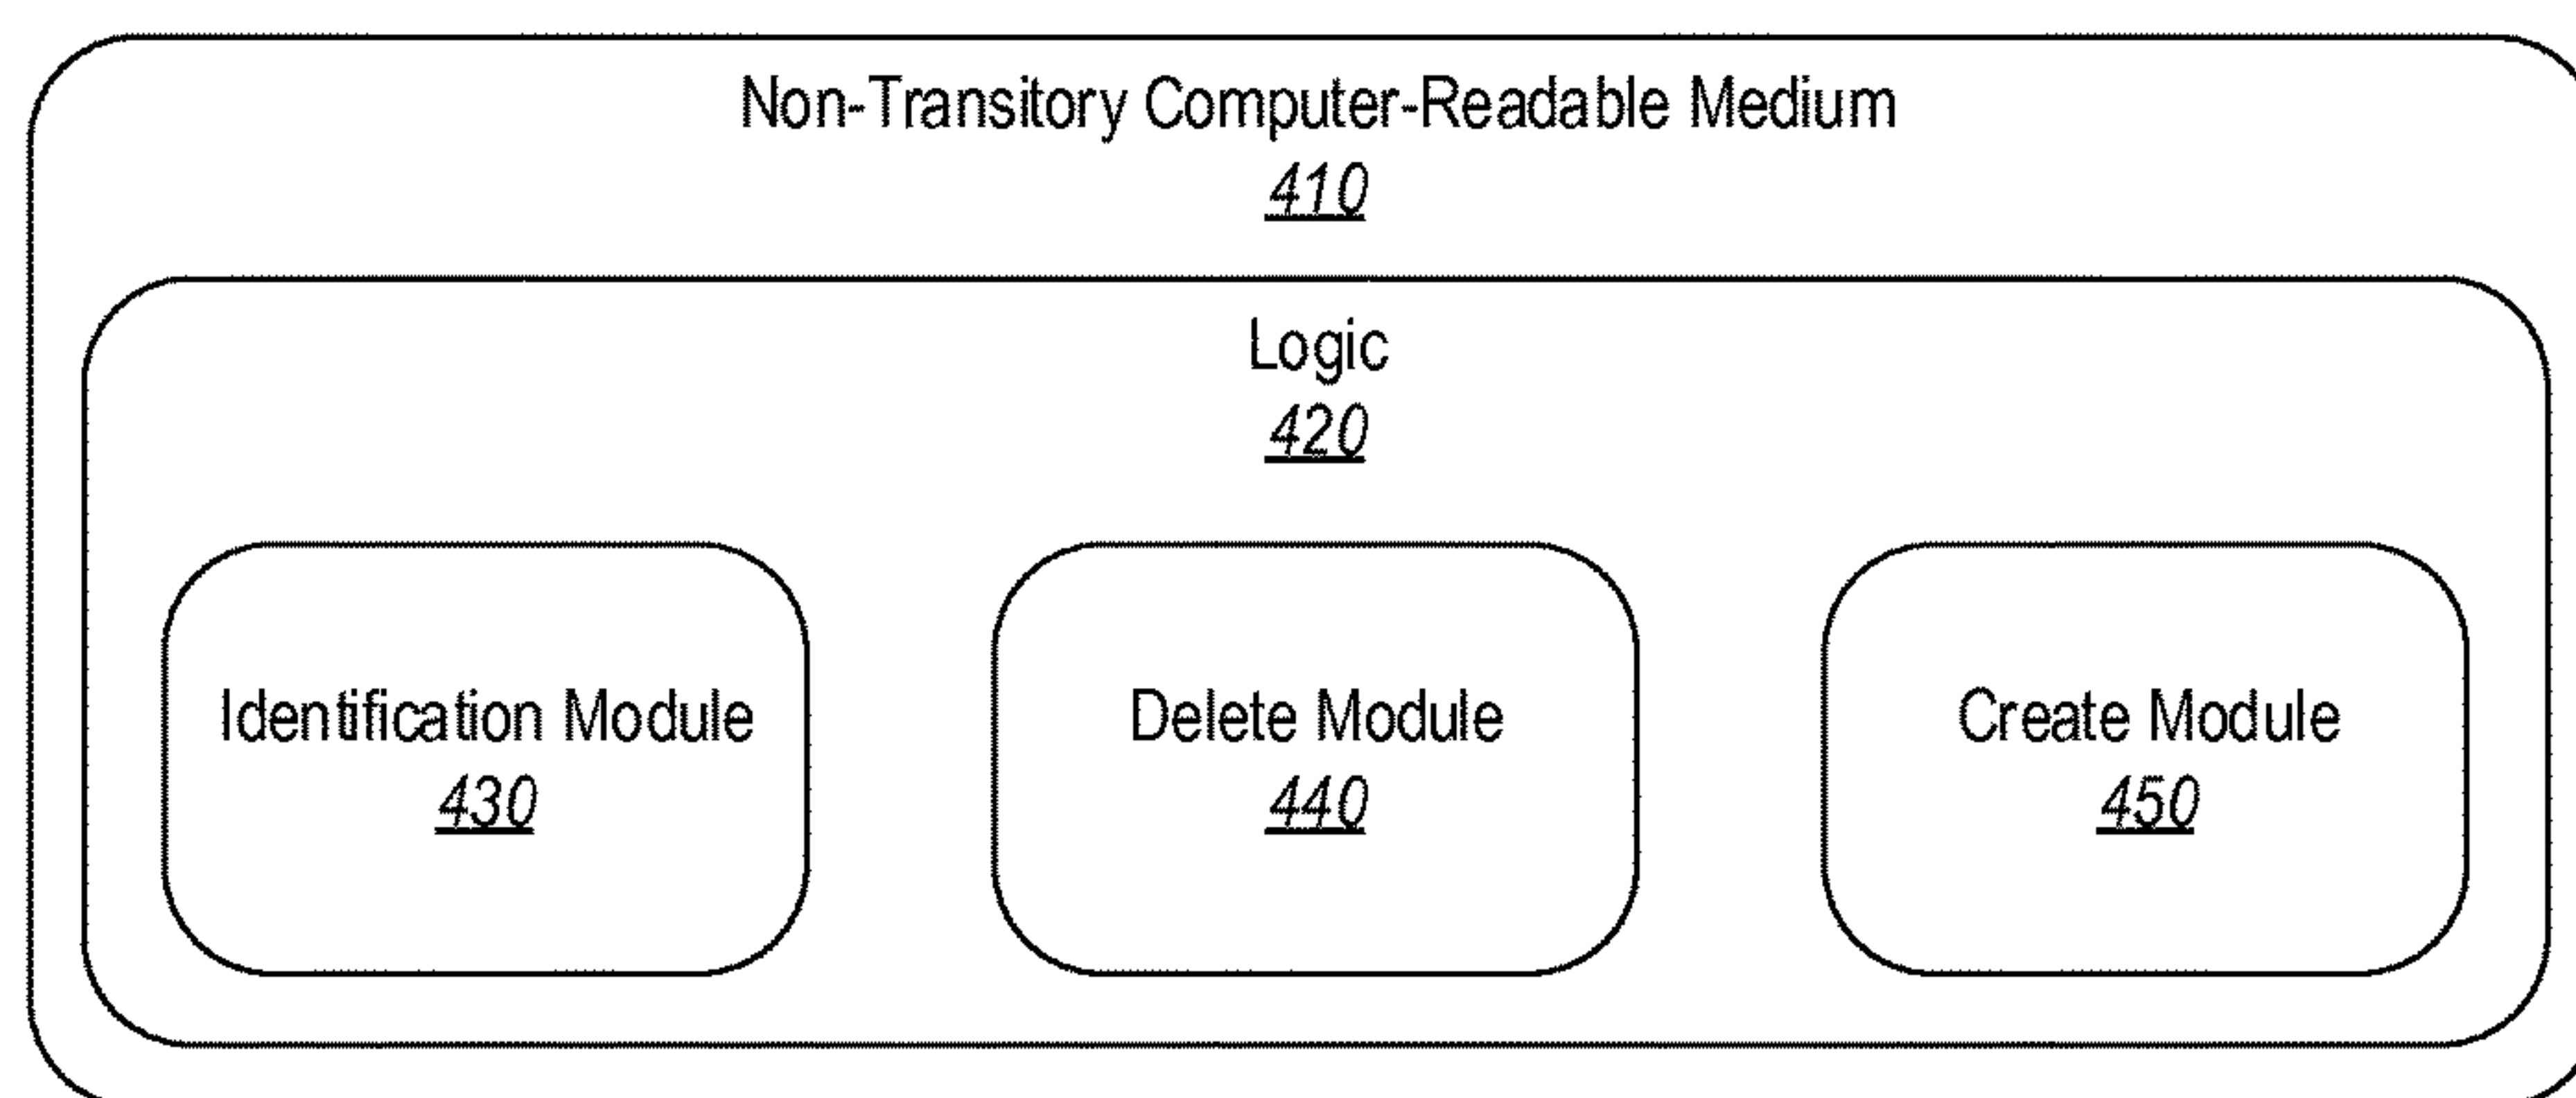 Non-Transitory Computer-Readable Medium
410
Logic
420
Identification Module
430
Delete Module
440
Create Module
450